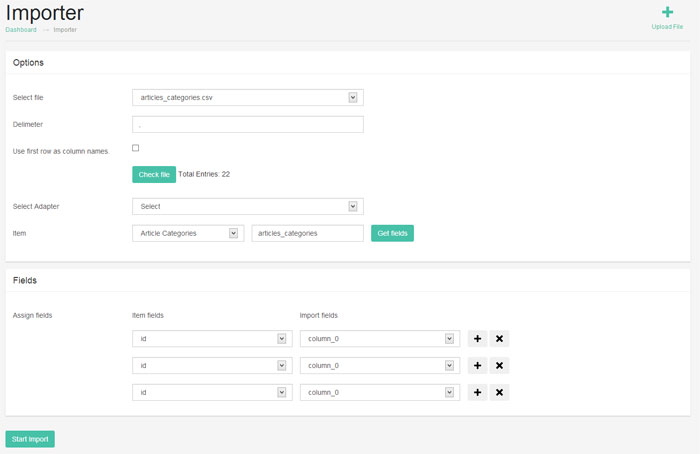 Importer
Dashboard → Importer
Upload File
Options
Select file articles_categories.csv
Delimeter ,
Use first row as column names
Check file Total Entries: 22
Select Adapter Select
Item Article Categories articles_categories Get fields
Fields
Assign fields Item fields Import fields
id column_0
id column_0
id column_0
Start Import